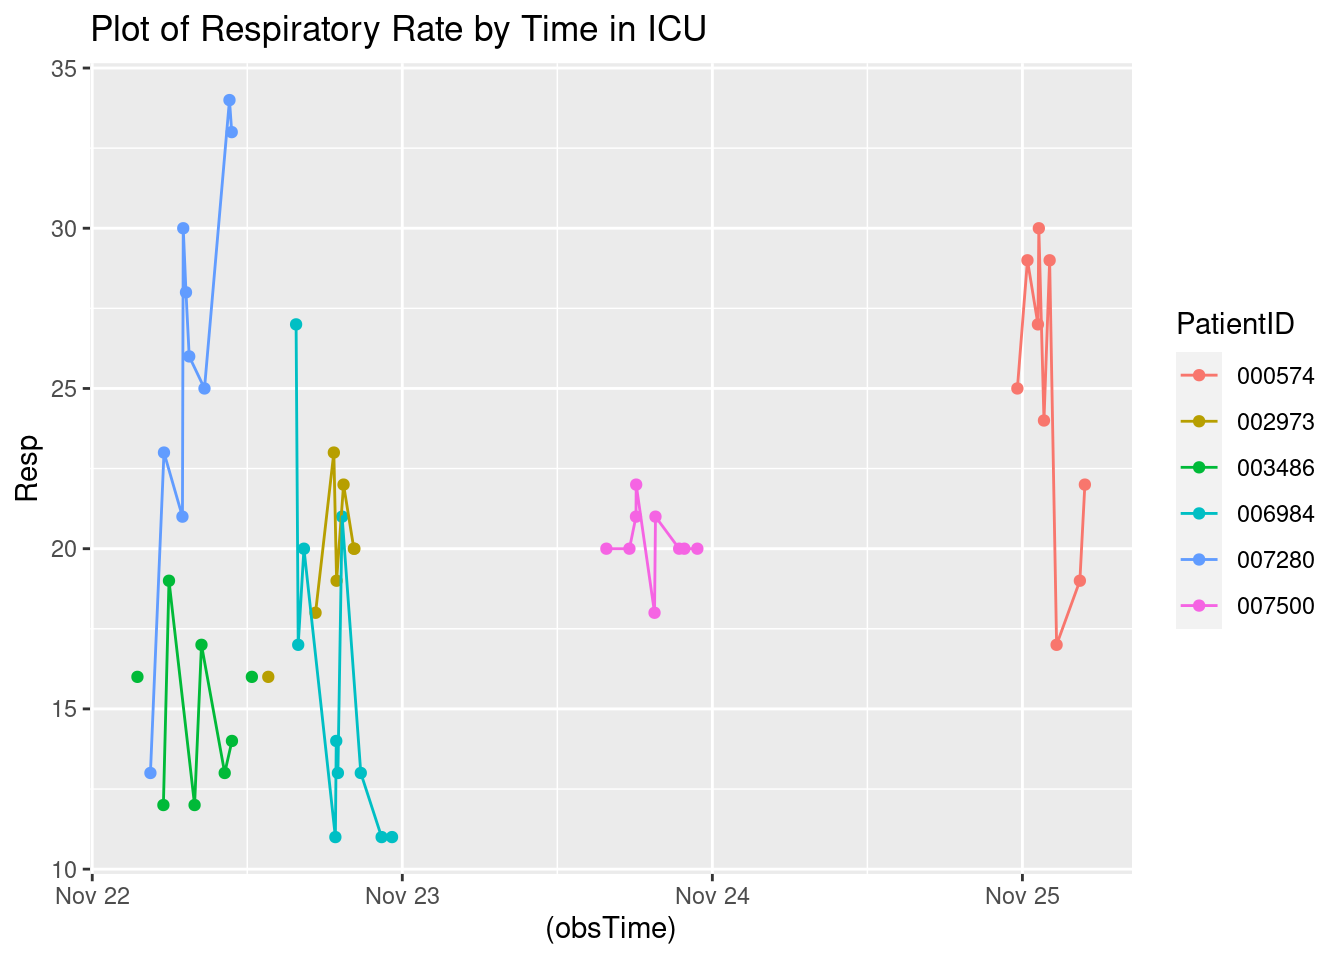 Plot of Respiratory Rate by Time in ICU
35
30
25
20
15
10
Resp
Nov 22
Nov 23
Nov 24
Nov 25
(obsTime)
PatientID
000574
002973
003486
006984
007280
007500